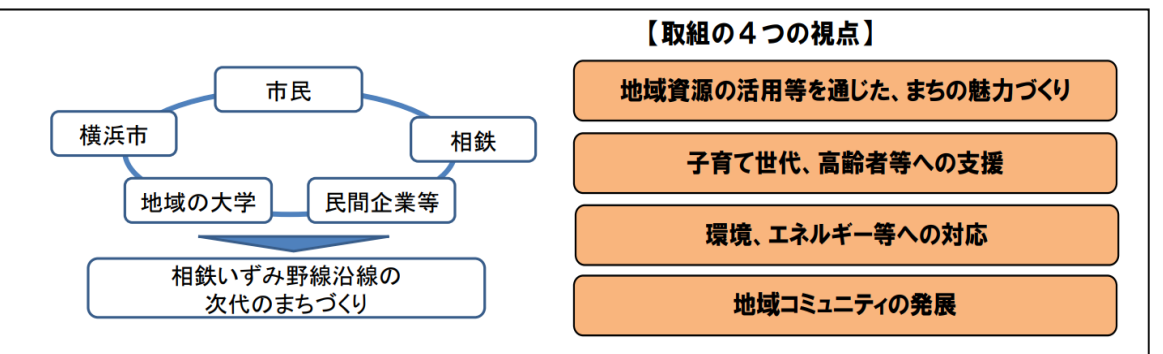 市民
横浜市
相鉄
地域の大学
民間企業等
相鉄いずみ野線沿線の
次代のまちづくり
【取組の４つの視点】
地域資源の活用等を通じた、まちの魅力づくり
子育て世代、高齢者等への支援
環境、エネルギー等への対応
地域コミュニティの発展